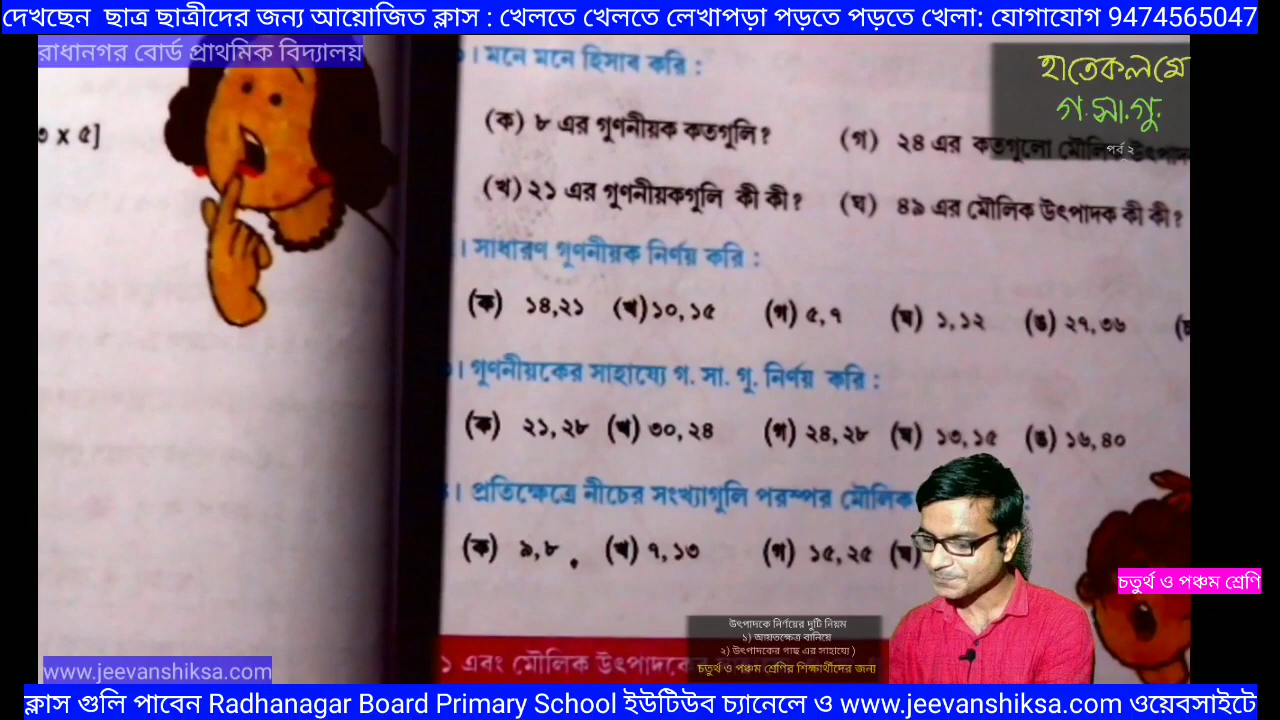 দেখছেন ছাত্র ছাত্রীদের জন্য আয়োজিত ক্লাস : খেলতে খেলতে লেখাপড়া পড়তে পড়তে খেলা: যোগাযোগ 9474565047
রাধানগর বোর্ড প্রাথমিক বিদ্যালয়
হাতেকলমে
গ.সা.গু.
পর্ব ২
। মনে মনে হিসাব করি :
× ৫]
(ক) ৮ এর গুণনীয়ক কতগুলি? (গ) ২৪ এর কতগুলো মৌলিক
(খ) ২১ এর গুণনীয়কগুলি কী কী? (ঘ) ৪৯ এর মৌলিক উৎপাদক কী কী?
। সাধারণ গুণনীয়ক নির্ণয় করি :
(ক) ১৪,২১ (খ) ১০, ১৫ (গ) ৫, ৭ (ঘ) ১, ১২ (ঙ) ২৭, ৩৬
। গুণনীয়কের সাহায্যে গ. সা. গু. নির্ণয় করি :
(ক) ২১, ২৮ (খ) ৩০, ২৪ (গ) ২৪, ২৮ (ঘ) ১৩, ১৫ (ঙ) ১৬, ৪০
। প্রতিক্ষেত্রে নীচের সংখ্যাগুলি পরস্পর মৌলিক
(ক) ৯, ৮ (খ) ৭, ১৩ (গ) ১৫, ২৫ (ঘ)
চতুর্থ ও পঞ্চম শ্রেণি
উৎপাদকে নির্ণয়ের দুটি নিয়ম
১) আয়তক্ষেত্র বানিয়ে
২) উৎপাদকের গাছ এর সাহায্যে )
চতুর্থ ও পঞ্চম শ্রেণির শিক্ষার্থীদের জন্য
১ এবং মৌলিক উৎপাদকের
www.jeevanshiksa.com
ক্লাস গুলি পাবেন Radhanagar Board Primary School ইউটিউব চ্যানেলে ও www.jeevanshiksa.com ওয়েবসাইটে